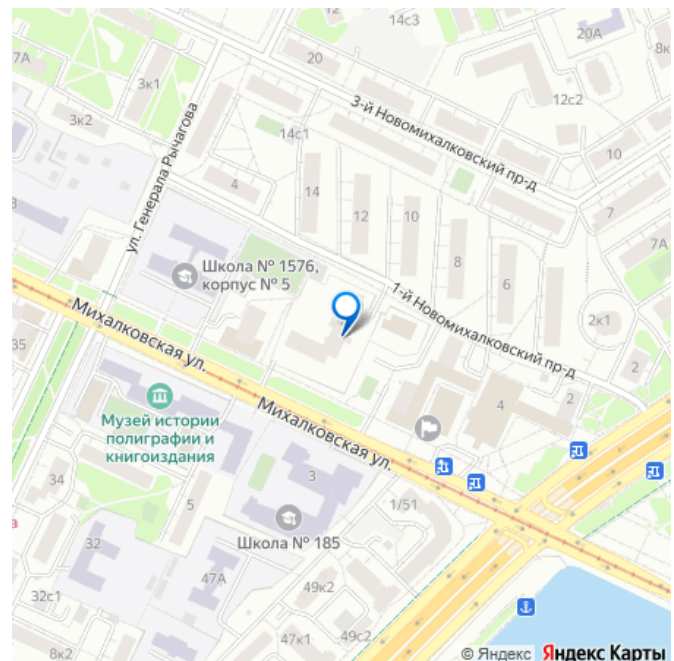 12
14с3
20А
8к
20
7А
3к1
12с2
3-й Новомихалковский пр-д
3к2
14с1
10
ул. Генерала Рычагова
4
14
12
10
7
7А
8
6
Школа № 1576,
корпус № 5
1-й Новомихалковский пр-д
2к1
Михалковская ул.
35
2
2
4
Музей истории
полиграфии и
книгоиздания
Михалковская ул.
3
34
5
1/51
Школа № 185
32
47А
49к2
32с1
47к1
49с2
8к2
© Яндекс Яндекс Карты